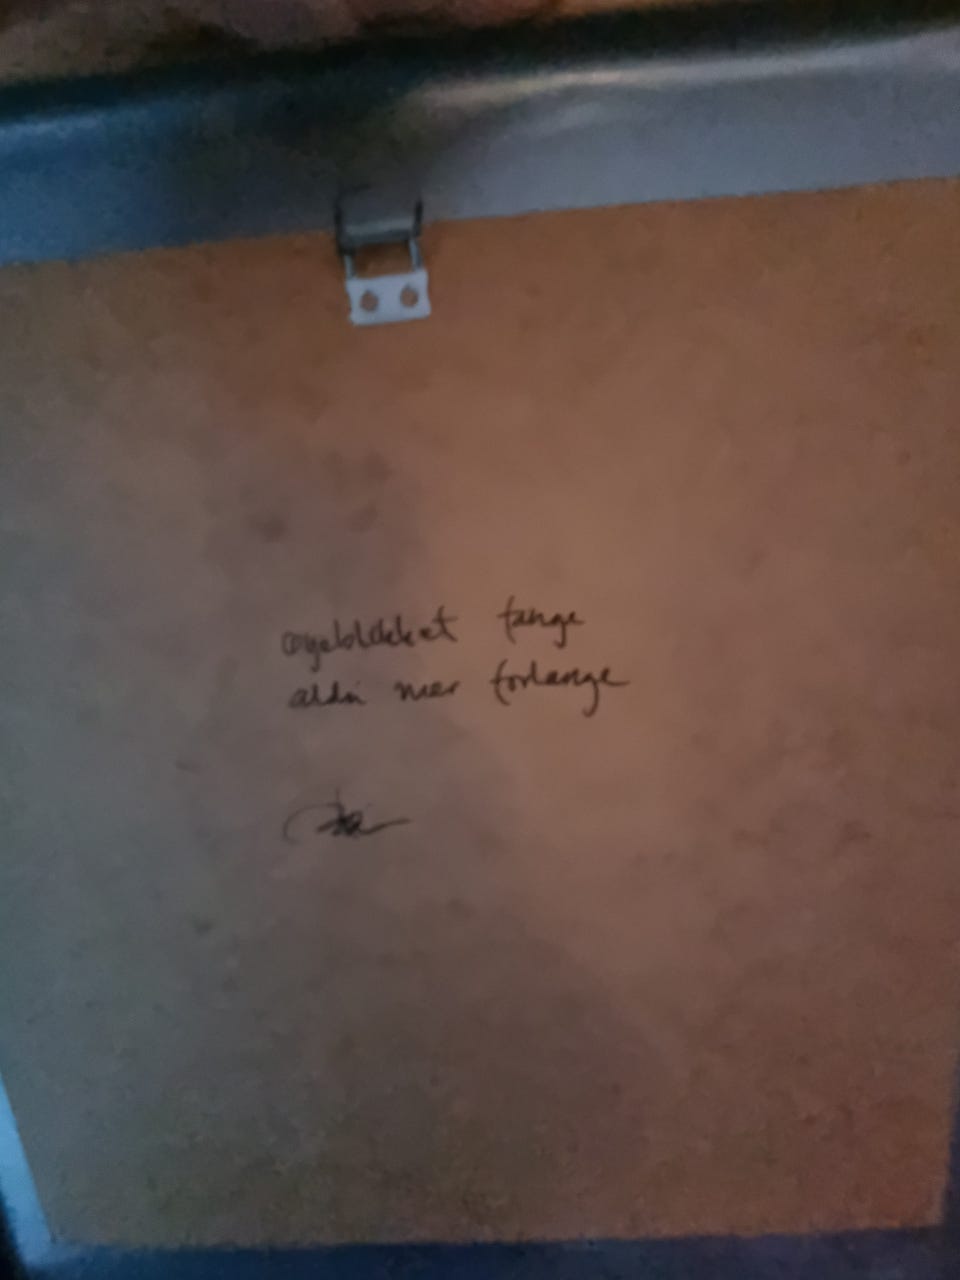 øyeblikket fange
aldri mer forlange